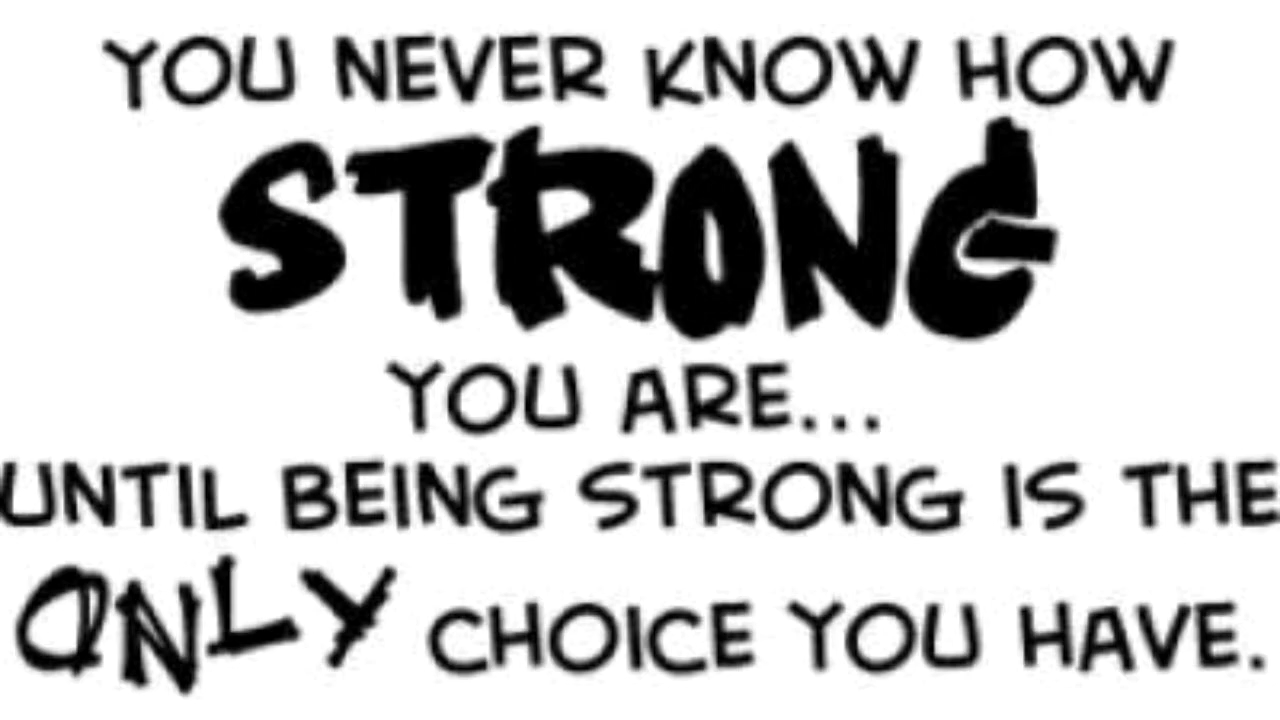 YOU NEVER KNOW HOW
STRONG
YOU ARE...
UNTIL BEING STRONG IS THE
ONLY CHOICE YOU HAVE.